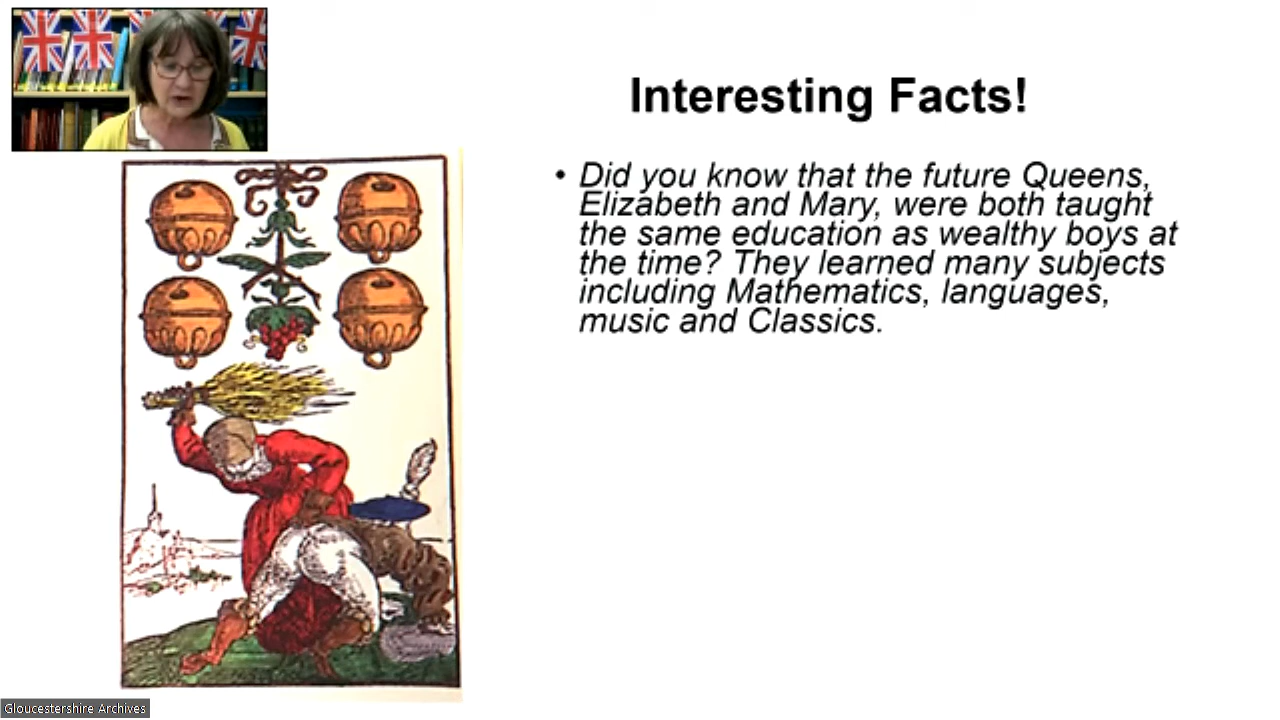 Interesting Facts!
• Did you know that the future Queens,
Elizabeth and Mary, were both taught
the same education as wealthy boys at
the time? They learned many subjects
including Mathematics, languages,
music and Classics.
Gloucestershire Archives